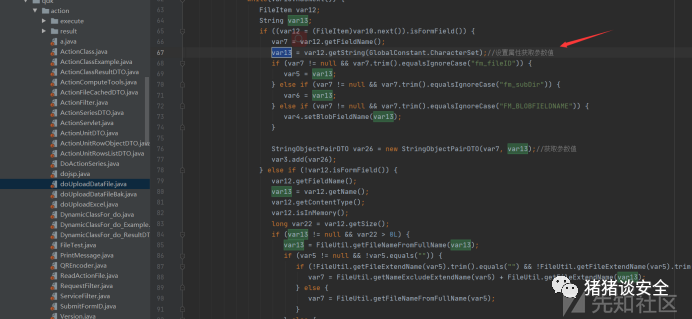 quik
action
execute
result
a.java
ActionClass.java
ActionClassExample.java
ActionClassResultDTO.java
ActionComputeTools.java
ActionFileCachedDTO.java
ActionFilter.java
ActionSeriesDTO.java
ActionServlet.java
ActionUnitDTO.java
ActionUnitRowObjectDTO.java
ActionUnitRowsListDTO.java
DoActionSeries.java
dojsp.java
doUploadDataFile.java
doUploadDataFileBak.java
doUploadExcel.java
DynamicClassFor_do.java
DynamicClassFor_do_Example
DynamicClassFor_do_ResultDT
FileTest.java
PrintMessage.java
QREncoder.java
ReadActionFile.java
RequestFilter.java
ServiceFilter.java
SubmitFormID.java
Version.java
FileItem var12;
String var13;
if ((var12 = (FileItem)var10.next()).isFormField()) {
var7 = var12.getFieldName();
67 var13 = var12.getString(GlobalConstant.CharacterSet);//设置属性获取参数值
if (var7 != null && var7.trim().equalsIgnoreCase("fm_fileID")) {
var5 = var13;
} else if (var7 != null && var7.trim().equalsIgnoreCase("fm_subDir")) {
var6 = var13;
} else if (var7 != null && var7.trim().equalsIgnoreCase("FM_BLOBFIELDNAME")) {
var4.setBlobFieldName(var13);
}
StringObjectPairDTO var26 = new StringObjectPairDTO(var7, var13);//获取参数值
var3.add(var26);
} else if (!var12.isFormField()) {
var12.getFieldName();
var13 = var12.getName();
var12.getContentType();
var12.isInMemory();
long var22 = var12.getSize();
if (var13 != null && var22 > 0L) {
var13 = FileUtil.getFileNameFromFullName(var13);
if (var5 != null && !var5.equals("")) {
if (!FileUtil.getFileExtendName(var5).trim().equals("") && !FileUtil.getFileExtendName(var5).trim
var7 = FileUtil.getNameExcludeExtendName(var5) + FileUtil.getFileExtendName(var13);
} else {
var7 = FileUtil.getFileNameFromFullName(var5);
}
猪猪谈安全
先知社区